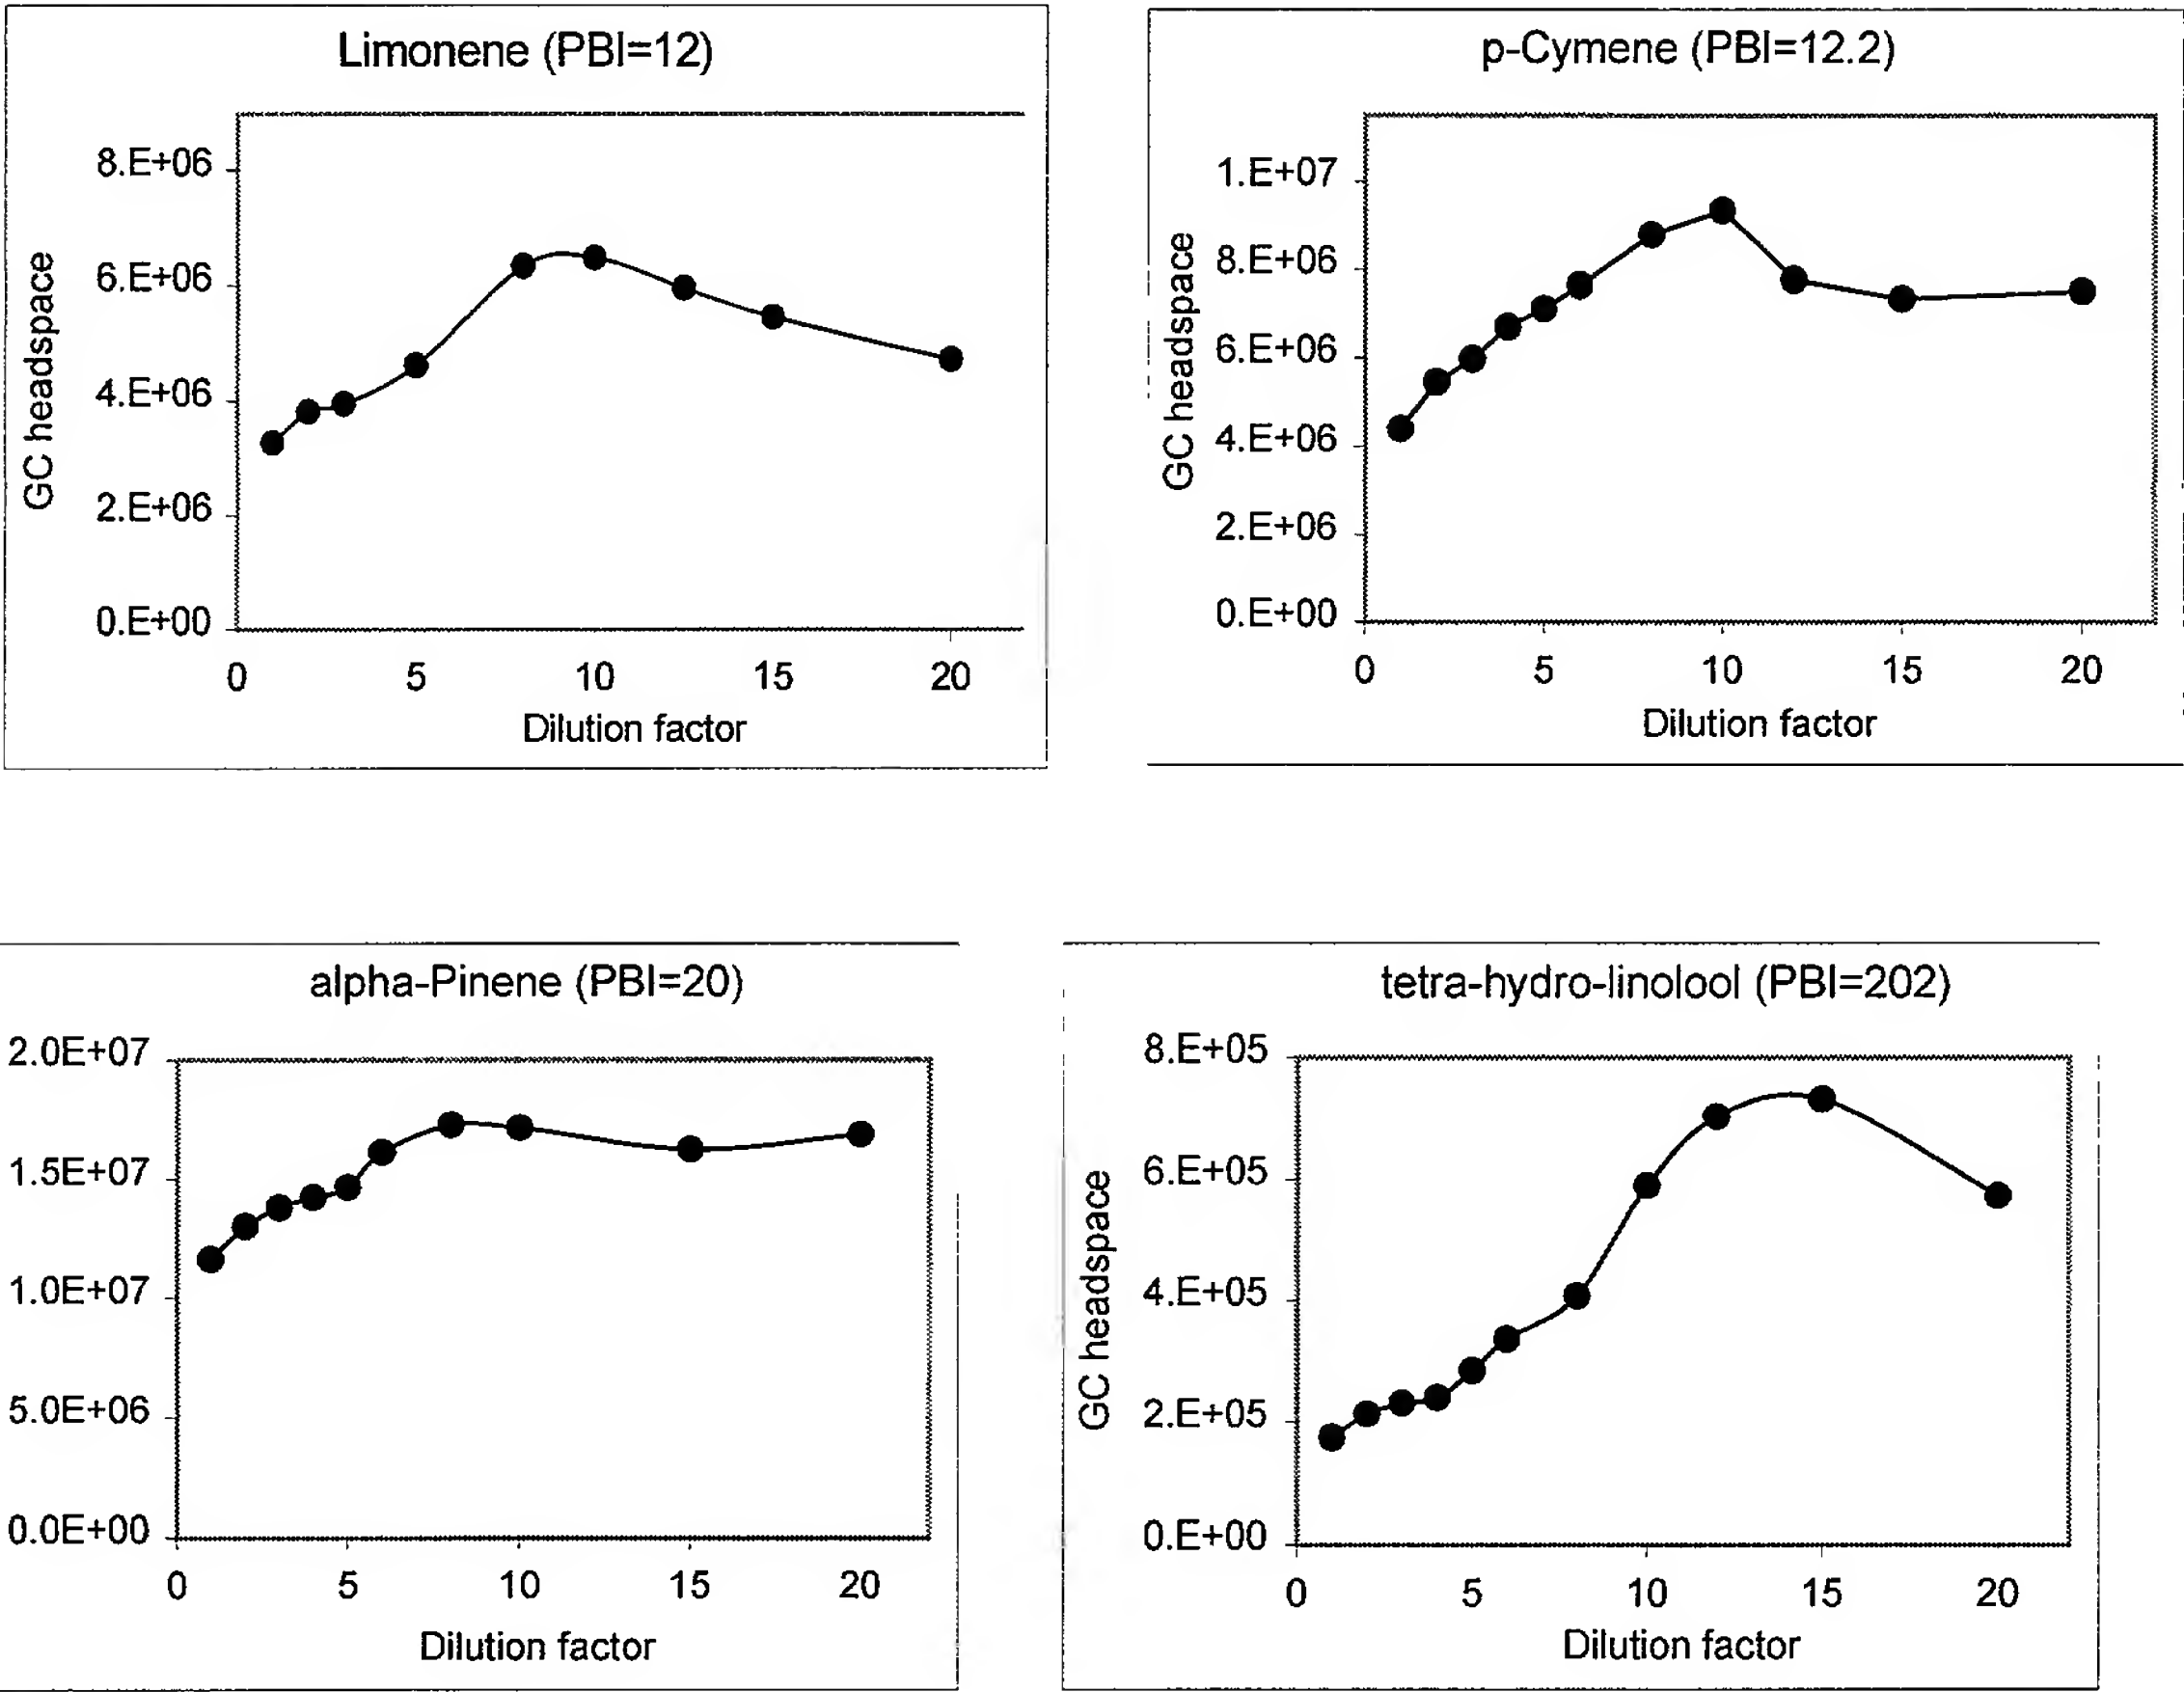 Limonene (PBI=12)
8.E+06
6.E+06
4.E+06
2.E+06
0.E+00
GC headspace
0 5 10 15 20
Dilution factor
p-Cymene (PBI=12.2)
1.E+07
8.E+06
6.E+06
4.E+06
2.E+06
0.E+00
GC headspace
0 5 10 15 20
Dilution factor
alpha-Pinene (PBI=20)
2.0E+07
1.5E+07
1.0E+07
5.0E+06
0.0E+00
0 5 10 15 20
Dilution factor
tetra-hydro-linolool (PBI=202)
8.E+05
6.E+05
4.E+05
2.E+05
0.E+00
GC headspace
0 5 10 15 20
Dilution factor